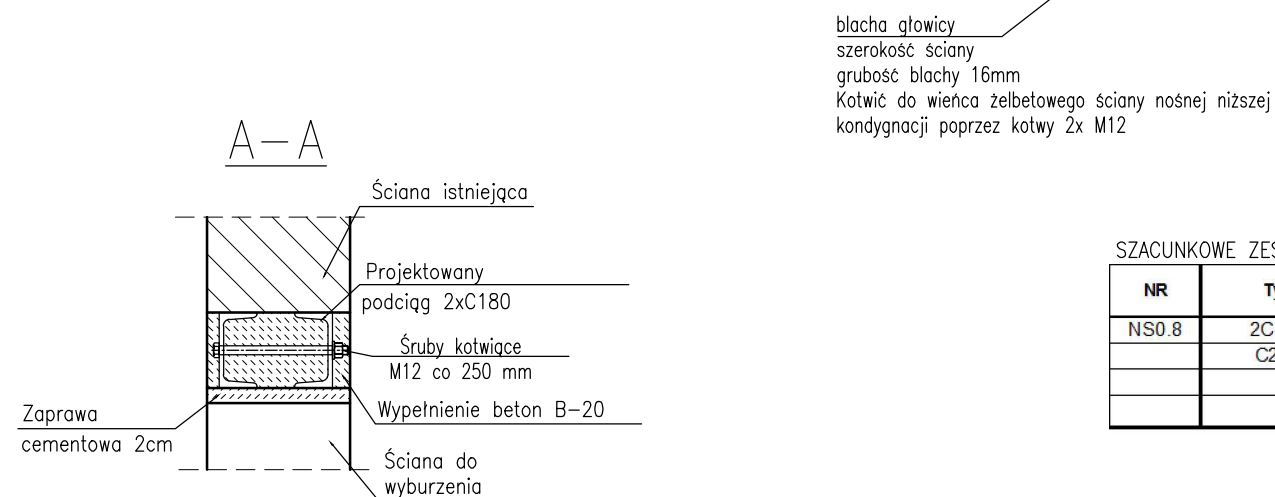 blacha głowicy
szerokość ściany
grubość blachy 16mm
Kotwić do wieńca żelbetowego ściany nośnej niższej
kondygnacji poprzez kotwy 2x M12
A-A
Ściana istniejąca
Projektowany
podciąg 2xC180
Śruby kotwiące
M12 co 250 mm
Wypełnienie beton B-20
Zaprawa
cementowa 2cm
Ściana do
wyburzenia
SZACUNKOWE
NR
NS0.8